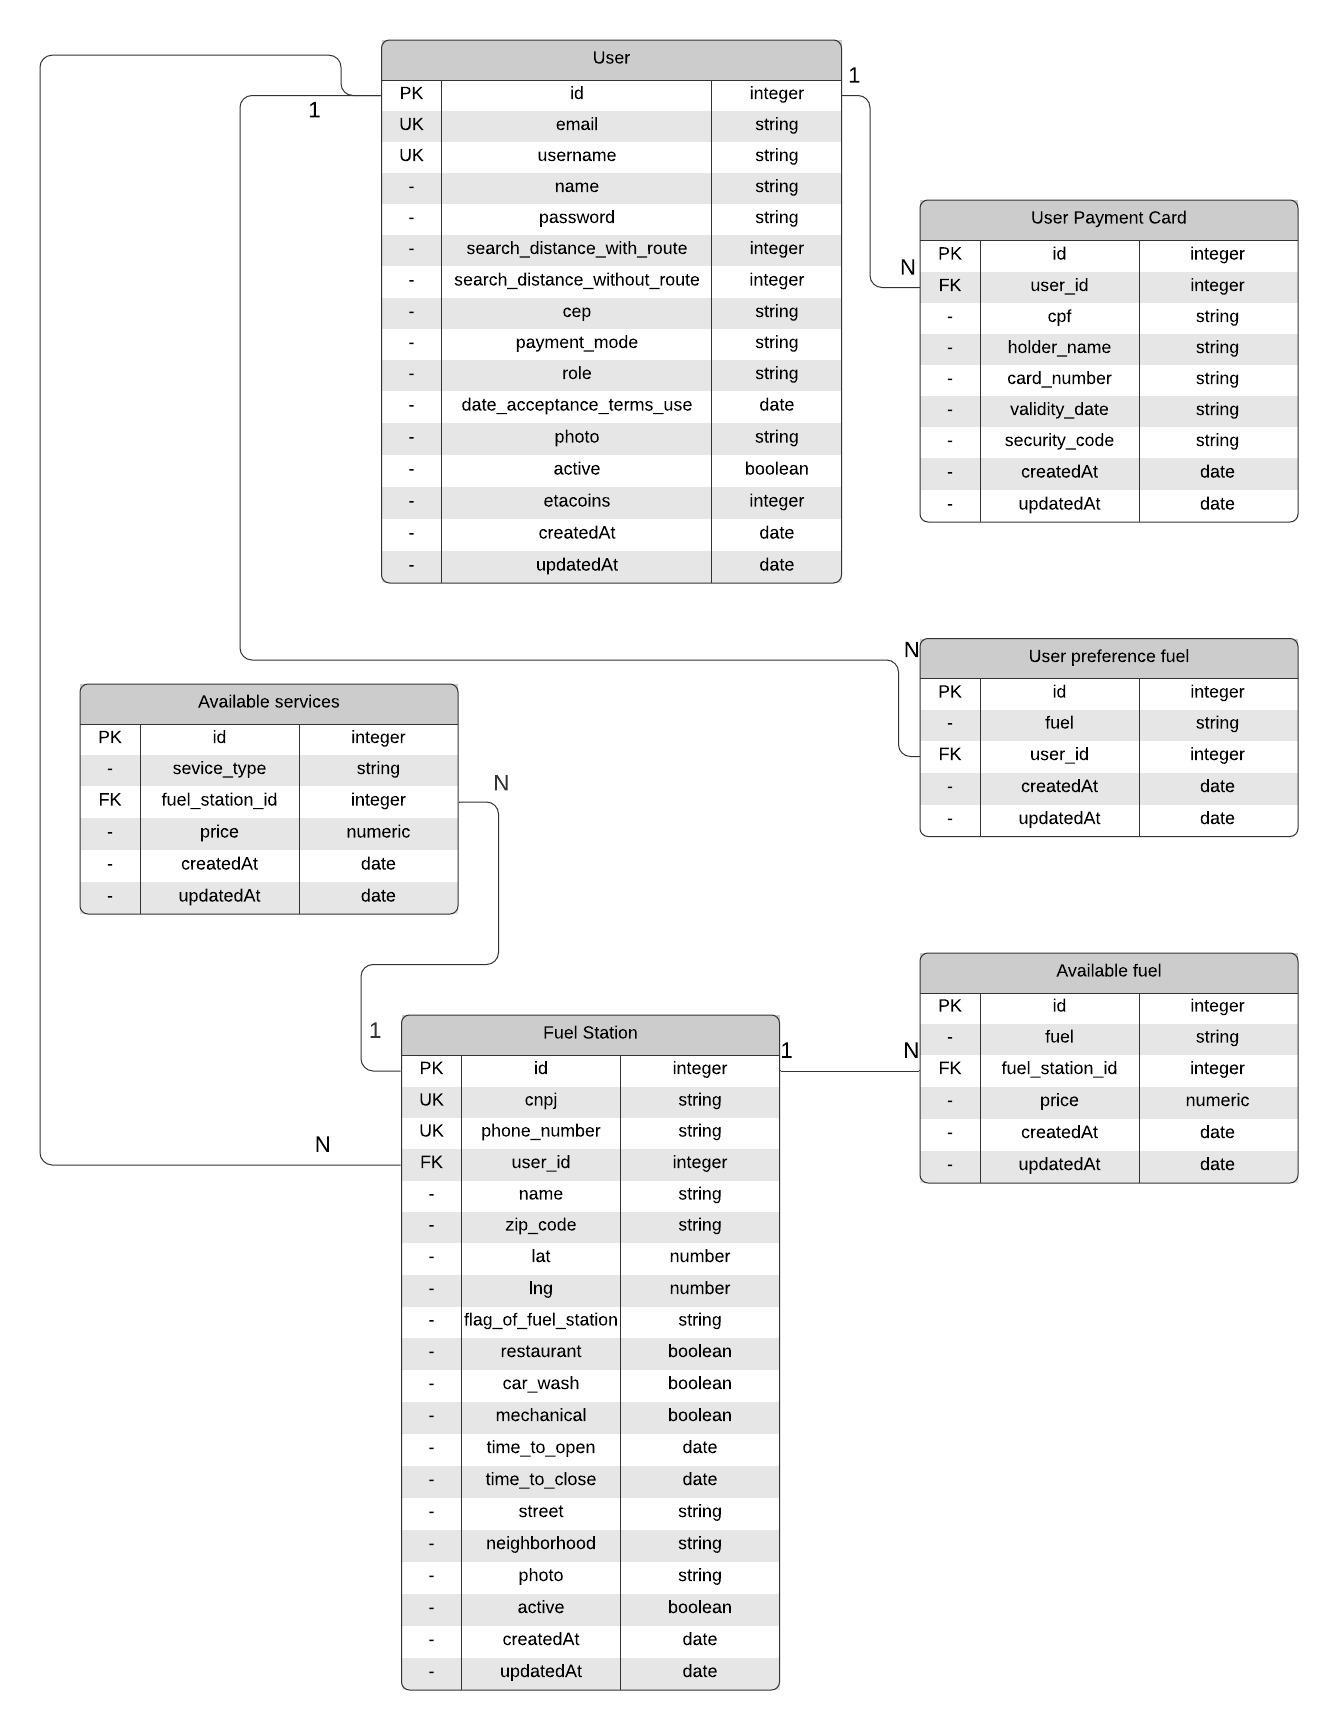 User
PK id integer
UK email string
UK username string
- name string
- password string
- search_distance_with_route integer
- search_distance_without_route integer
- cep string
- payment_mode string
- role string
- date_acceptance_terms_use date
- photo string
- active boolean
- etacoins integer
- createdAt date
- updatedAt date
1
1
N
User Payment Card
PK id integer
FK user_id integer
- cpf string
- holder_name string
- card_number string
- validity_date string
- security_code string
- createdAt date
- updatedAt date
N
User preference fuel
PK id integer
- fuel string
FK user_id integer
- createdAt date
- updatedAt date
Available services
PK id integer
- sevice_type string
FK fuel_station_id integer
- price numeric
- createdAt date
- updatedAt date
N
1
N
Fuel Station
PK id integer
UK cnpj string
UK phone_number string
FK user_id integer
- name string
- zip_code string
- lat number
- lng number
- flag_of_fuel_station string
- restaurant boolean
- car_wash boolean
- mechanical boolean
- time_to_open date
- time_to_close date
- street string
- neighborhood string
- photo string
- active boolean
- createdAt date
- updatedAt date
1
N
Available fuel
PK id integer
- fuel string
FK fuel_station_id integer
- price numeric
- createdAt date
- updatedAt date